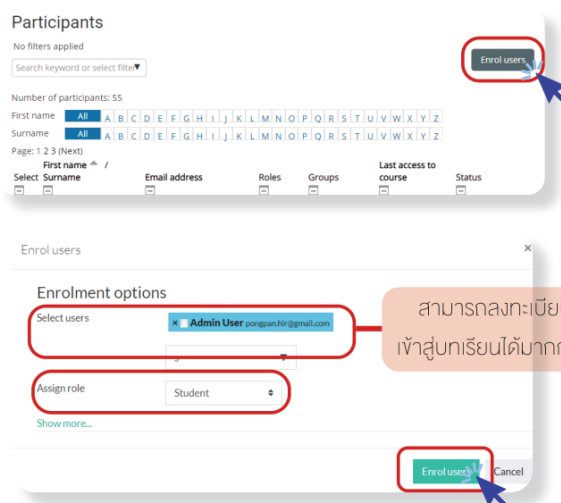 Participants
No filters applied
Search keyword or select filter
Enrol users
Number of participants: 55
First name All A B C D E F G H I J K L M N O P Q R S T U V W X Y Z
Surname All A B C D E F G H I J K L M N O P Q R S T U V W X Y Z
Page: 1 2 3 (Next)
Select First name / Surname Email address Roles Groups Last access to course Status
Enrol users ×
Enrolment options
Select users × Admin User pongpan.hir@gmail.com
สามารถลงทะเบีย
เข้าสู่บทเรียนได้มาก
Assign role Student
Show more...
Enrol users Cancel